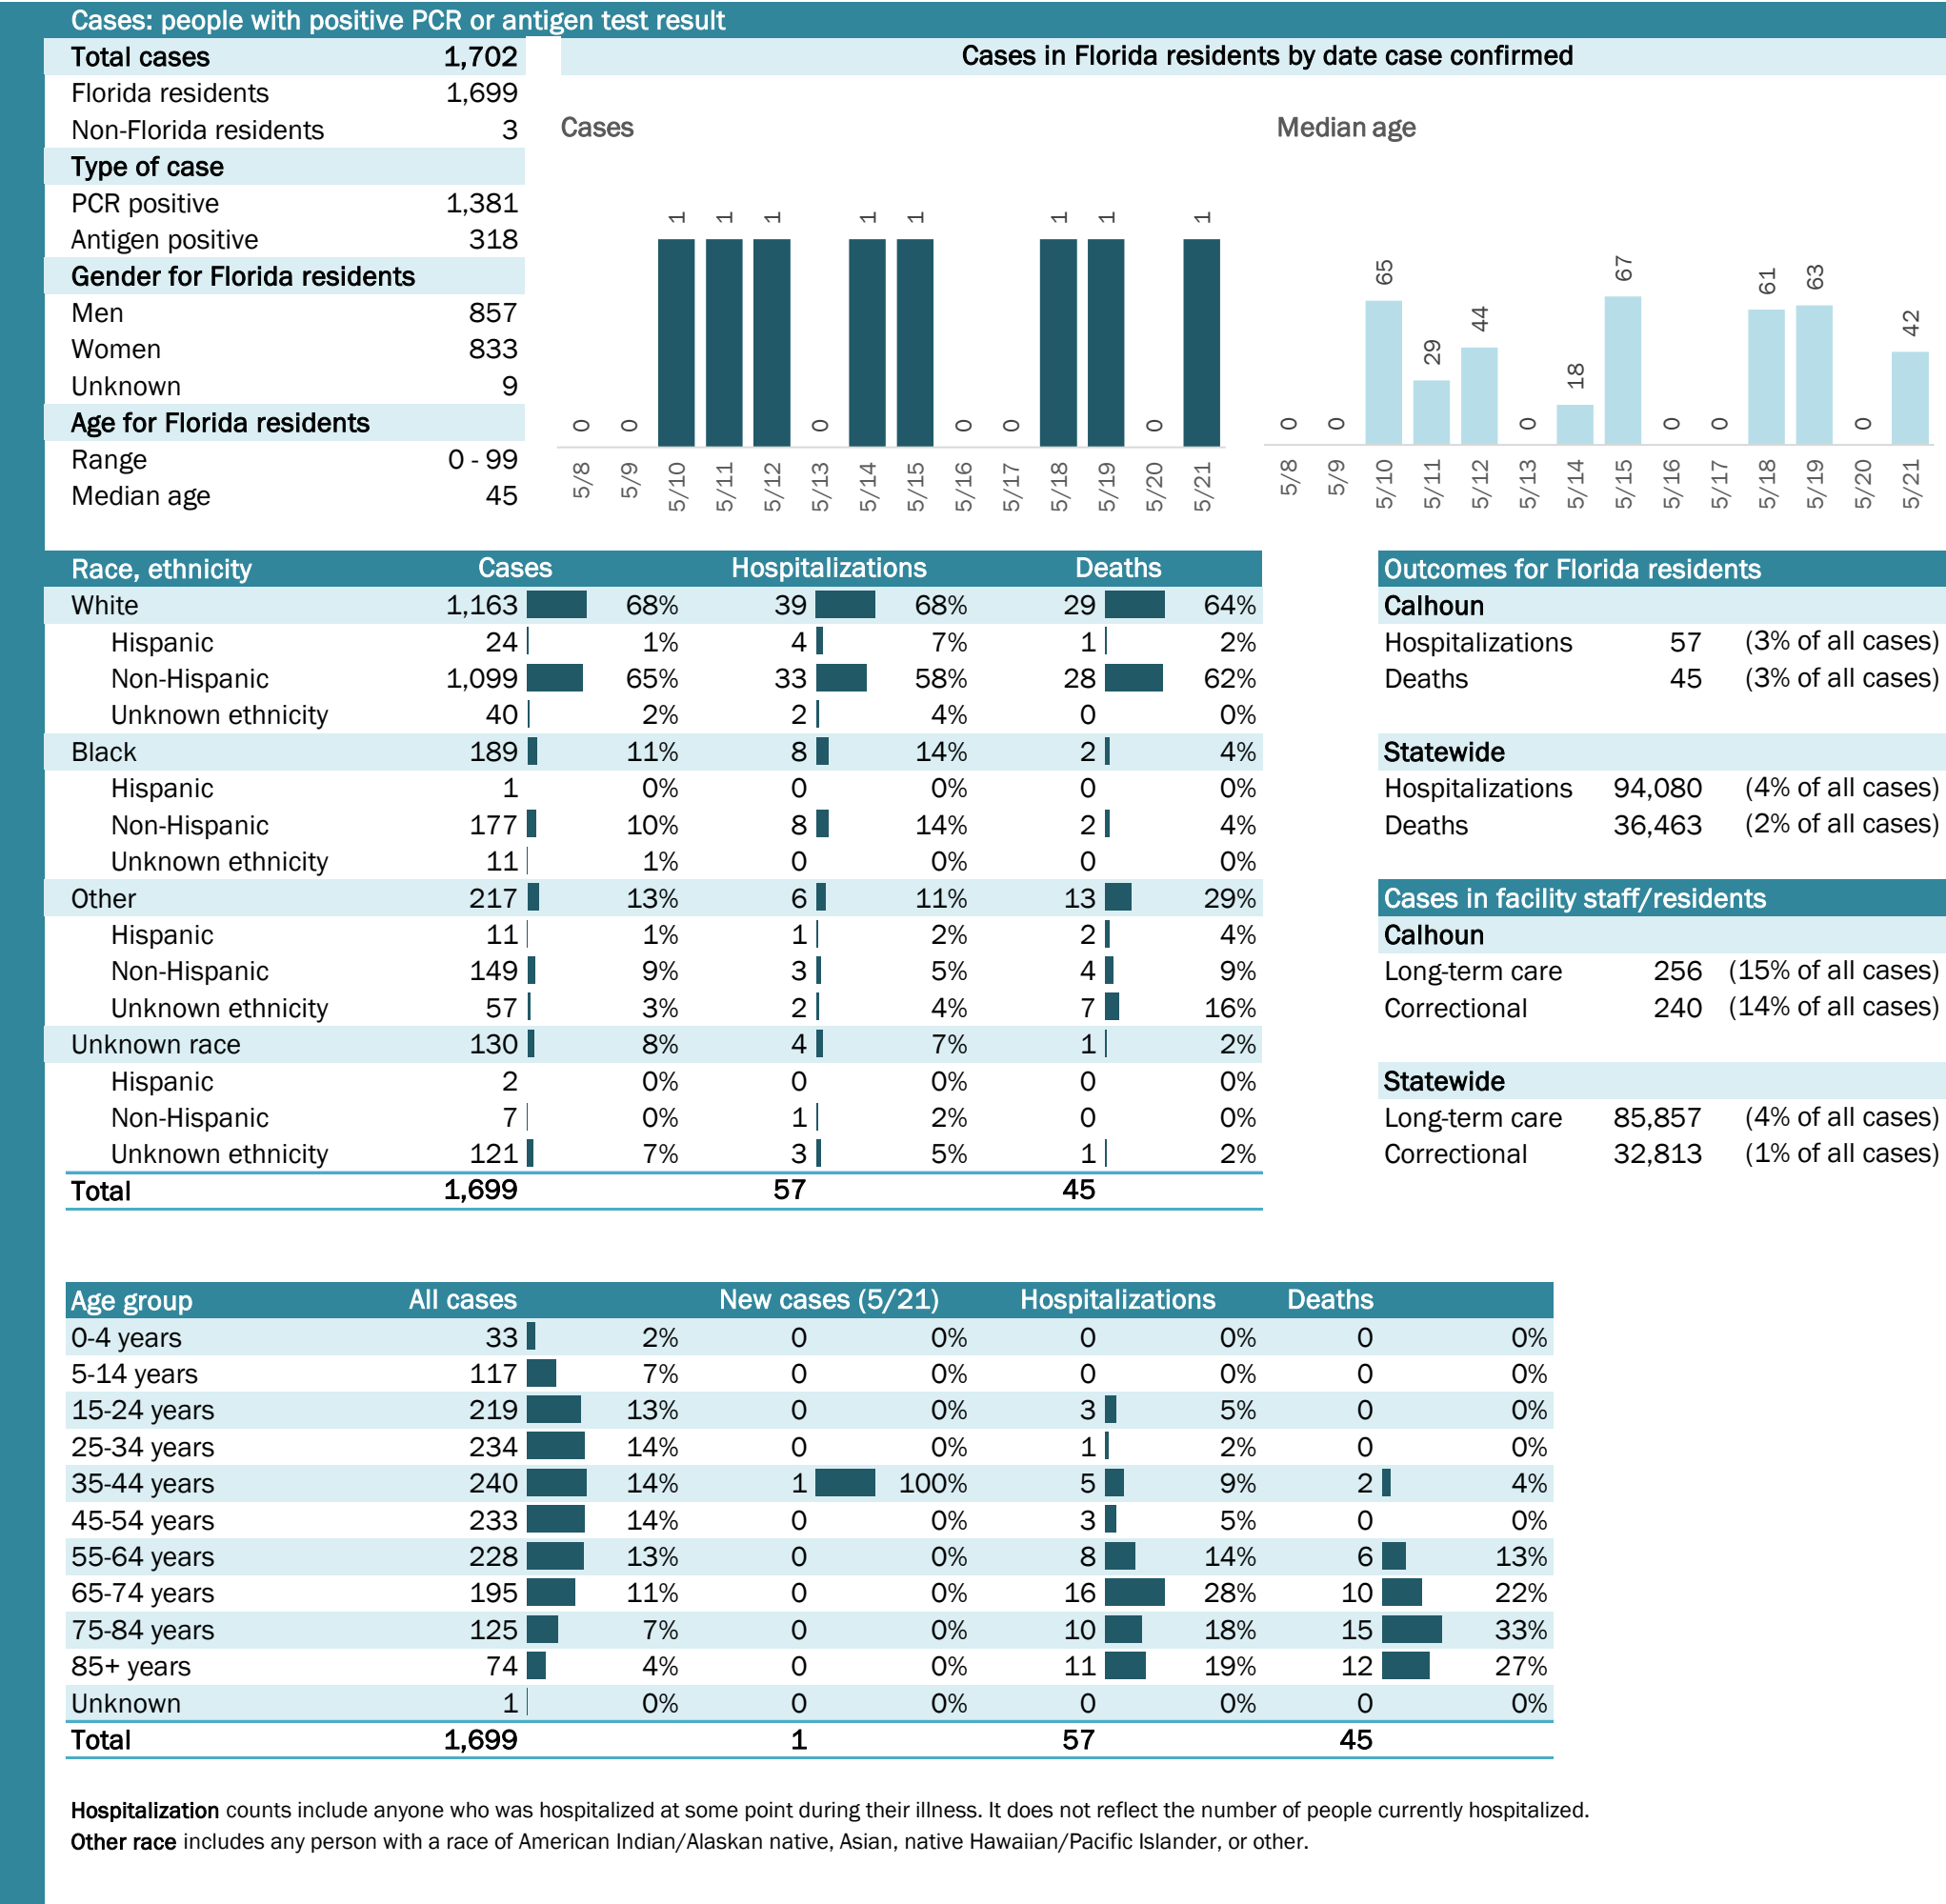 Cases: people with positive PCR or antigen test result
Total cases 1,702
Florida residents 1,699
Non-Florida residents 3
Type of case
PCR positive 1,381
Antigen positive 318
Gender for Florida residents
Men 857
Women 833
Unknown 9
Age for Florida residents
Range 0 - 99
Median age 45
Cases in Florida residents by date case confirmed
Cases
0 0 1 1 1 0 1 1 0 0 1 1 0 1
5/8 5/9 5/10 5/11 5/12 5/13 5/14 5/15 5/16 5/17 5/18 5/19 5/20 5/21
Median age
0 0 65 29 44 0 18 67 0 0 61 63 0 42
5/8 5/9 5/10 5/11 5/12 5/13 5/14 5/15 5/16 5/17 5/18 5/19 5/20 5/21
Race, ethnicity Cases Hospitalizations Deaths
White 1,163 68% 39 68% 29 64%
Hispanic 24 1% 4 7% 1 2%
Non-Hispanic 1,099 65% 33 58% 28 62%
Unknown ethnicity 40 2% 2 4% 0 0%
Black 189 11% 8 14% 2 4%
Hispanic 1 0% 0 0% 0 0%
Non-Hispanic 177 10% 8 14% 2 4%
Unknown ethnicity 11 1% 0 0% 0 0%
Other 217 13% 6 11% 13 29%
Hispanic 11 1% 1 2% 2 4%
Non-Hispanic 149 9% 3 5% 4 9%
Unknown ethnicity 57 3% 2 4% 7 16%
Unknown race 130 8% 4 7% 1 2%
Hispanic 2 0% 0 0% 0 0%
Non-Hispanic 7 0% 1 2% 0 0%
Unknown ethnicity 121 7% 3 5% 1 2%
Total 1,699 57 45
Outcomes for Florida residents
Calhoun
Hospitalizations 57 (3% of all cases)
Deaths 45 (3% of all cases)
Statewide
Hospitalizations 94,080 (4% of all cases)
Deaths 36,463 (2% of all cases)
Cases in facility staff/residents
Calhoun
Long-term care 256 (15% of all cases)
Correctional 240 (14% of all cases)
Statewide
Long-term care 85,857 (4% of all cases)
Correctional 32,813 (1% of all cases)
Age group All cases New cases (5/21) Hospitalizations Deaths
0-4 years 33 2% 0 0% 0 0% 0 0%
5-14 years 117 7% 0 0% 0 0% 0 0%
15-24 years 219 13% 0 0% 3 5% 0 0%
25-34 years 234 14% 0 0% 1 2% 0 0%
35-44 years 240 14% 1 100% 5 9% 2 4%
45-54 years 233 14% 0 0% 3 5% 0 0%
55-64 years 228 13% 0 0% 8 14% 6 13%
65-74 years 195 11% 0 0% 16 28% 10 22%
75-84 years 125 7% 0 0% 10 18% 15 33%
85+ years 74 4% 0 0% 11 19% 12 27%
Unknown 1 0% 0 0% 0 0% 0 0%
Total 1,699 1 57 45
Hospitalization counts include anyone who was hospitalized at some point during their illness. It does not reflect the number of people currently hospitalized.
Other race includes any person with a race of American Indian/Alaskan native, Asian, native Hawaiian/Pacific Islander, or other.